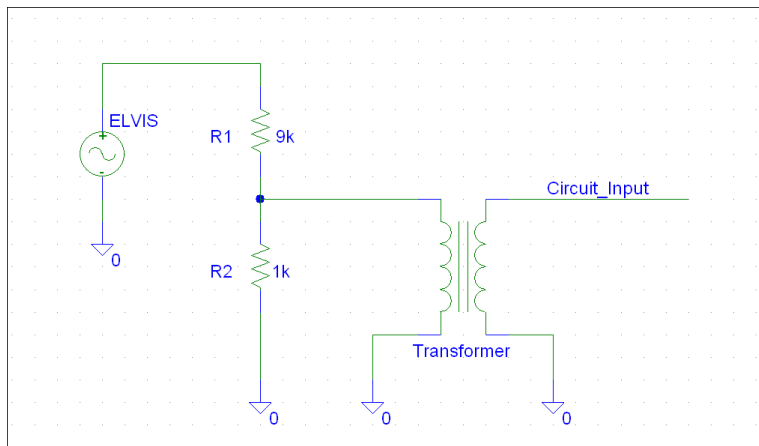 ELVIS
R1 9k
Circuit_Input
0
R2 1k
Transformer
0
0
0